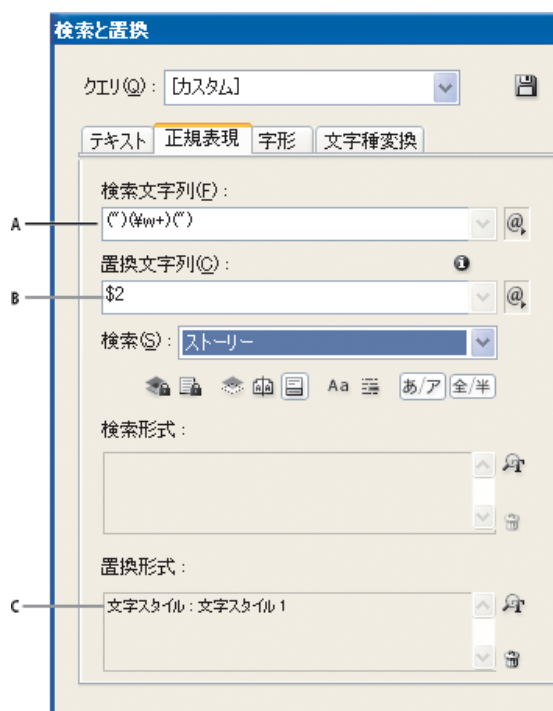 検索と置換
クエリ(Q) : [カスタム]
テキスト 正規表現 字形 文字種変換
検索文字列(F) :
A (")(¥w+)(")
置換文字列(C) :
B $2
検索(S) : ストーリー
Aa あ/ア 全/半
検索形式 :
置換形式 :
C 文字スタイル : 文字スタイル 1